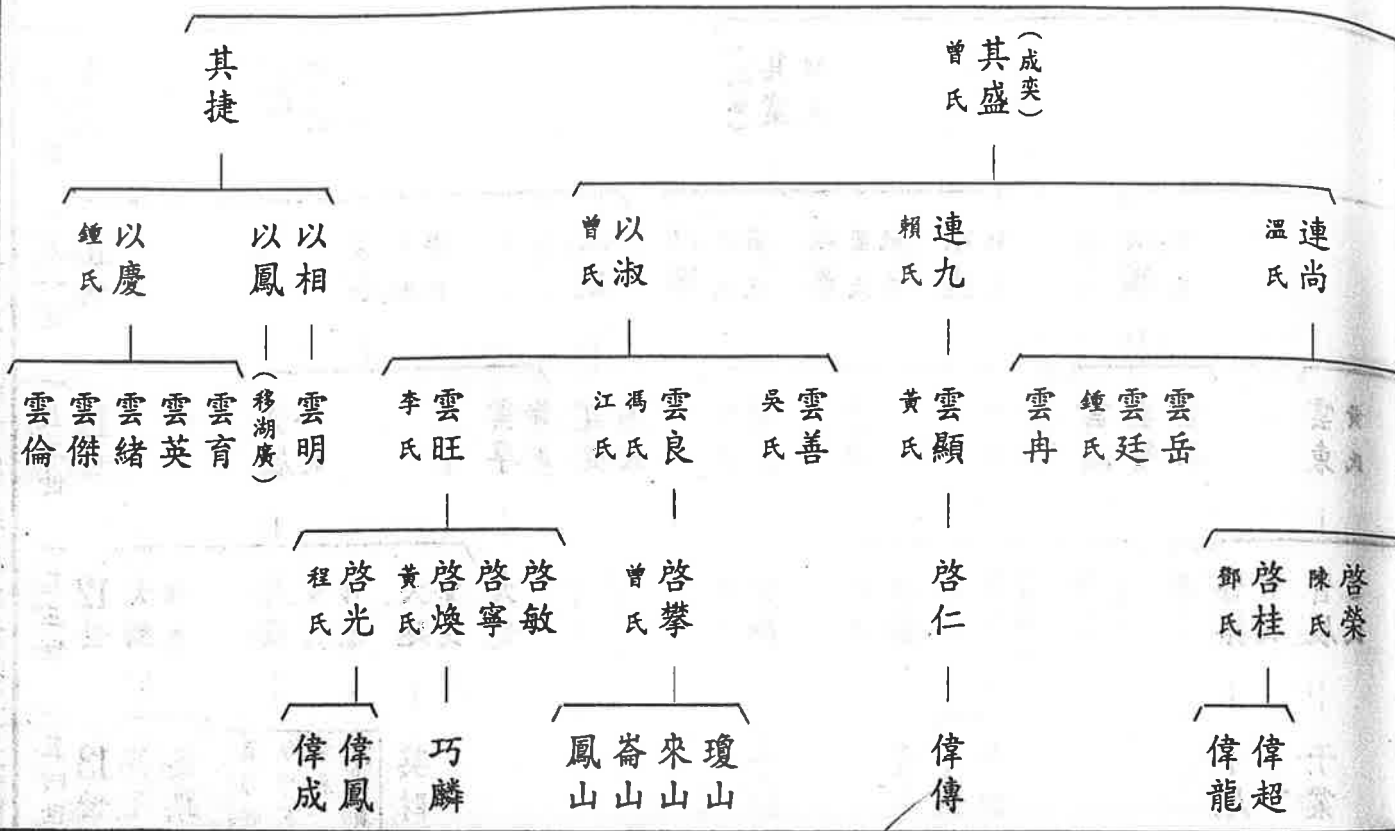 (成奕)
其盛
曾氏
其捷
連尚
溫氏
連九
賴氏
以淑
曾氏
以相
以鳳
以慶
鍾氏
雲岳
雲廷
鍾氏
雲冉
雲顯
黃氏
雲善
吳氏
雲良
馮氏
江氏
雲旺
李氏
雲明
(移湖廣)
雲育
雲英
雲緒
雲傑
雲倫
啓榮
陳氏
啓桂
鄧氏
啓仁
啓攀
曾氏
啓敏
啓寧
啓煥
黃氏
啓光
程氏
偉超
偉龍
偉傳
瓊山
來山
崙山
鳳山
巧麟
偉鳳
偉成